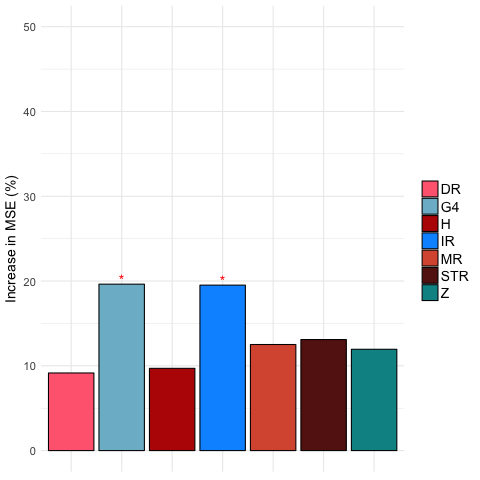 50
40
30
20
10
0
Increase in MSE (%)
*
*
DR
G4
H
IR
MR
STR
Z